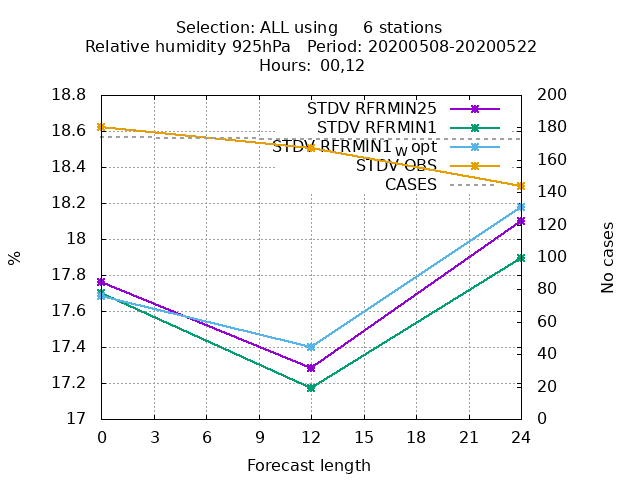 Selection: ALL using 6 stations
Relative humidity 925hPa Period: 20200508-20200522
Hours: 00,12
STDV RFRMIN25
STDV RFRMIN1
STDV RFRMIN1wopt
STDV OBS
CASES
18.8
18.6
18.4
18.2
18
17.8
17.6
17.4
17.2
17
%
200
180
160
140
120
100
80
60
40
20
0
No cases
0 3 6 9 12 15 18 21 24
Forecast length